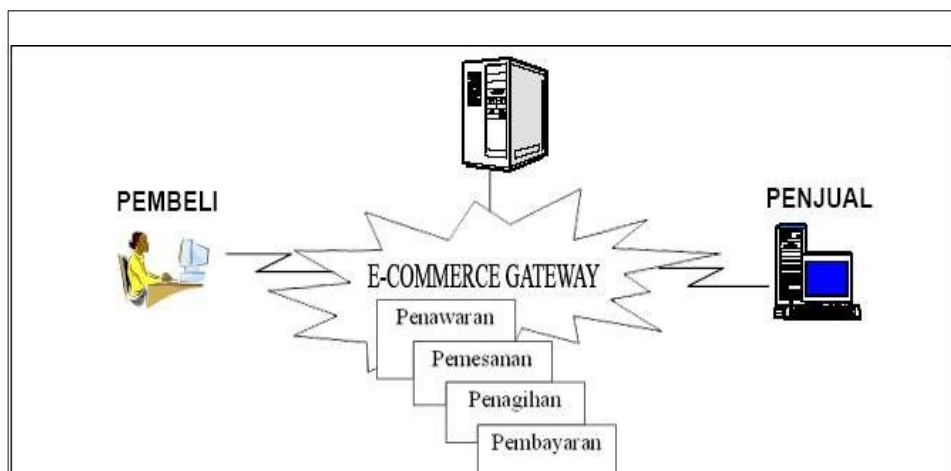 PEMBELI
PENJUAL
E-COMMERCE GATEWAY
Penawaran
Pemesanan
Penagihan
Pembayaran